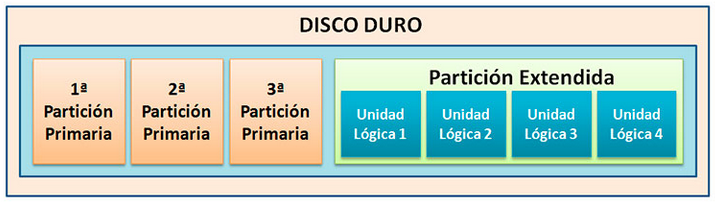 DISCO DURO
1ª
Partición
Primaria
2ª
Partición
Primaria
3ª
Partición
Primaria
Partición Extendida
Unidad
Lógica 1
Unidad
Lógica 2
Unidad
Lógica 3
Unidad
Lógica 4